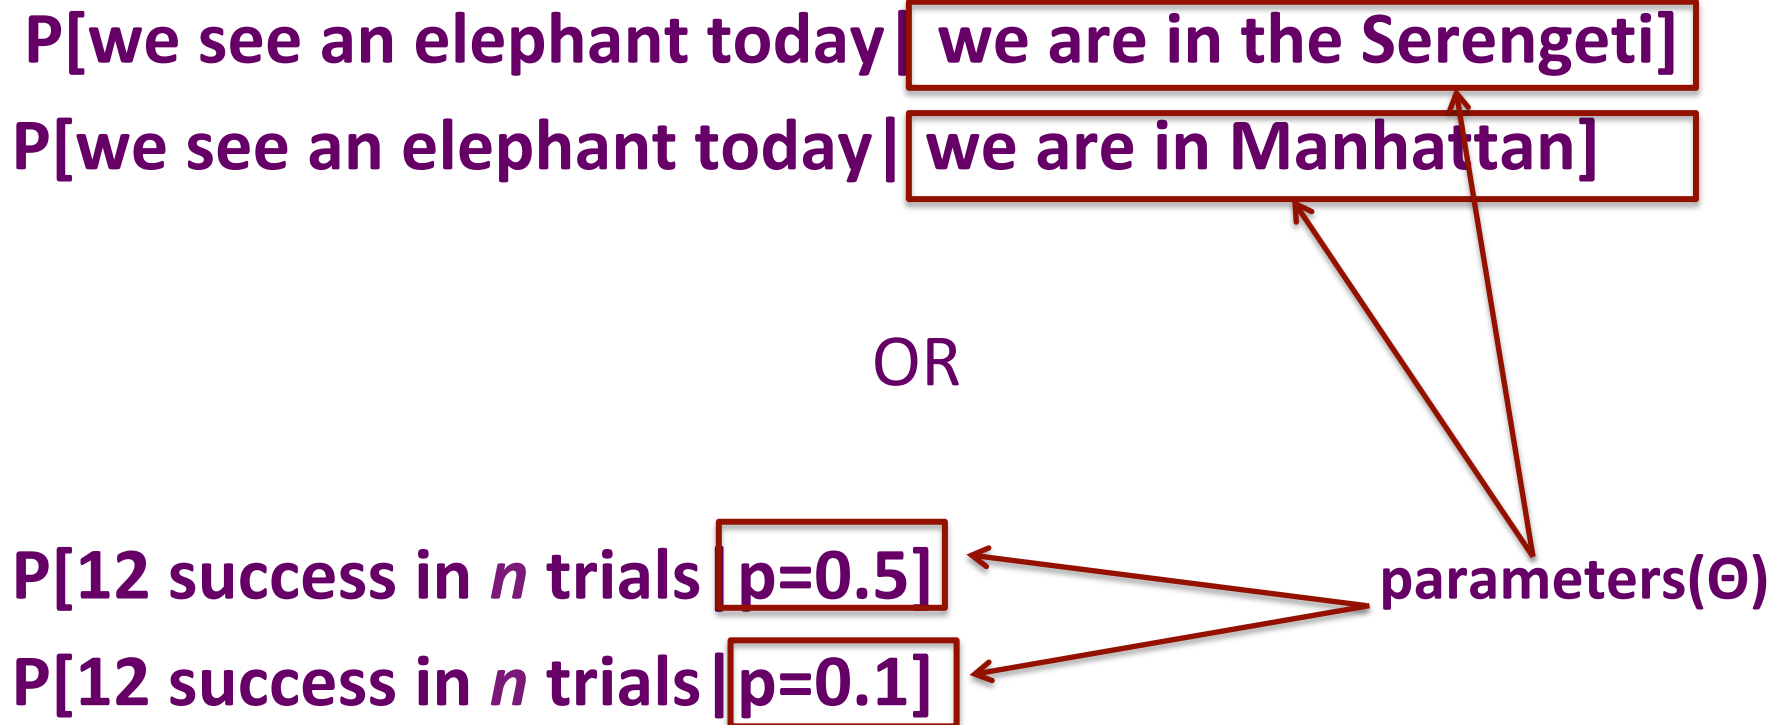 P[we see an elephant today| we are in the Serengeti]
P[we see an elephant today| we are in Manhattan]
OR
P[12 success in n trials |p=0.5]
parameters(Θ)
P[12 success in n trials |p=0.1]